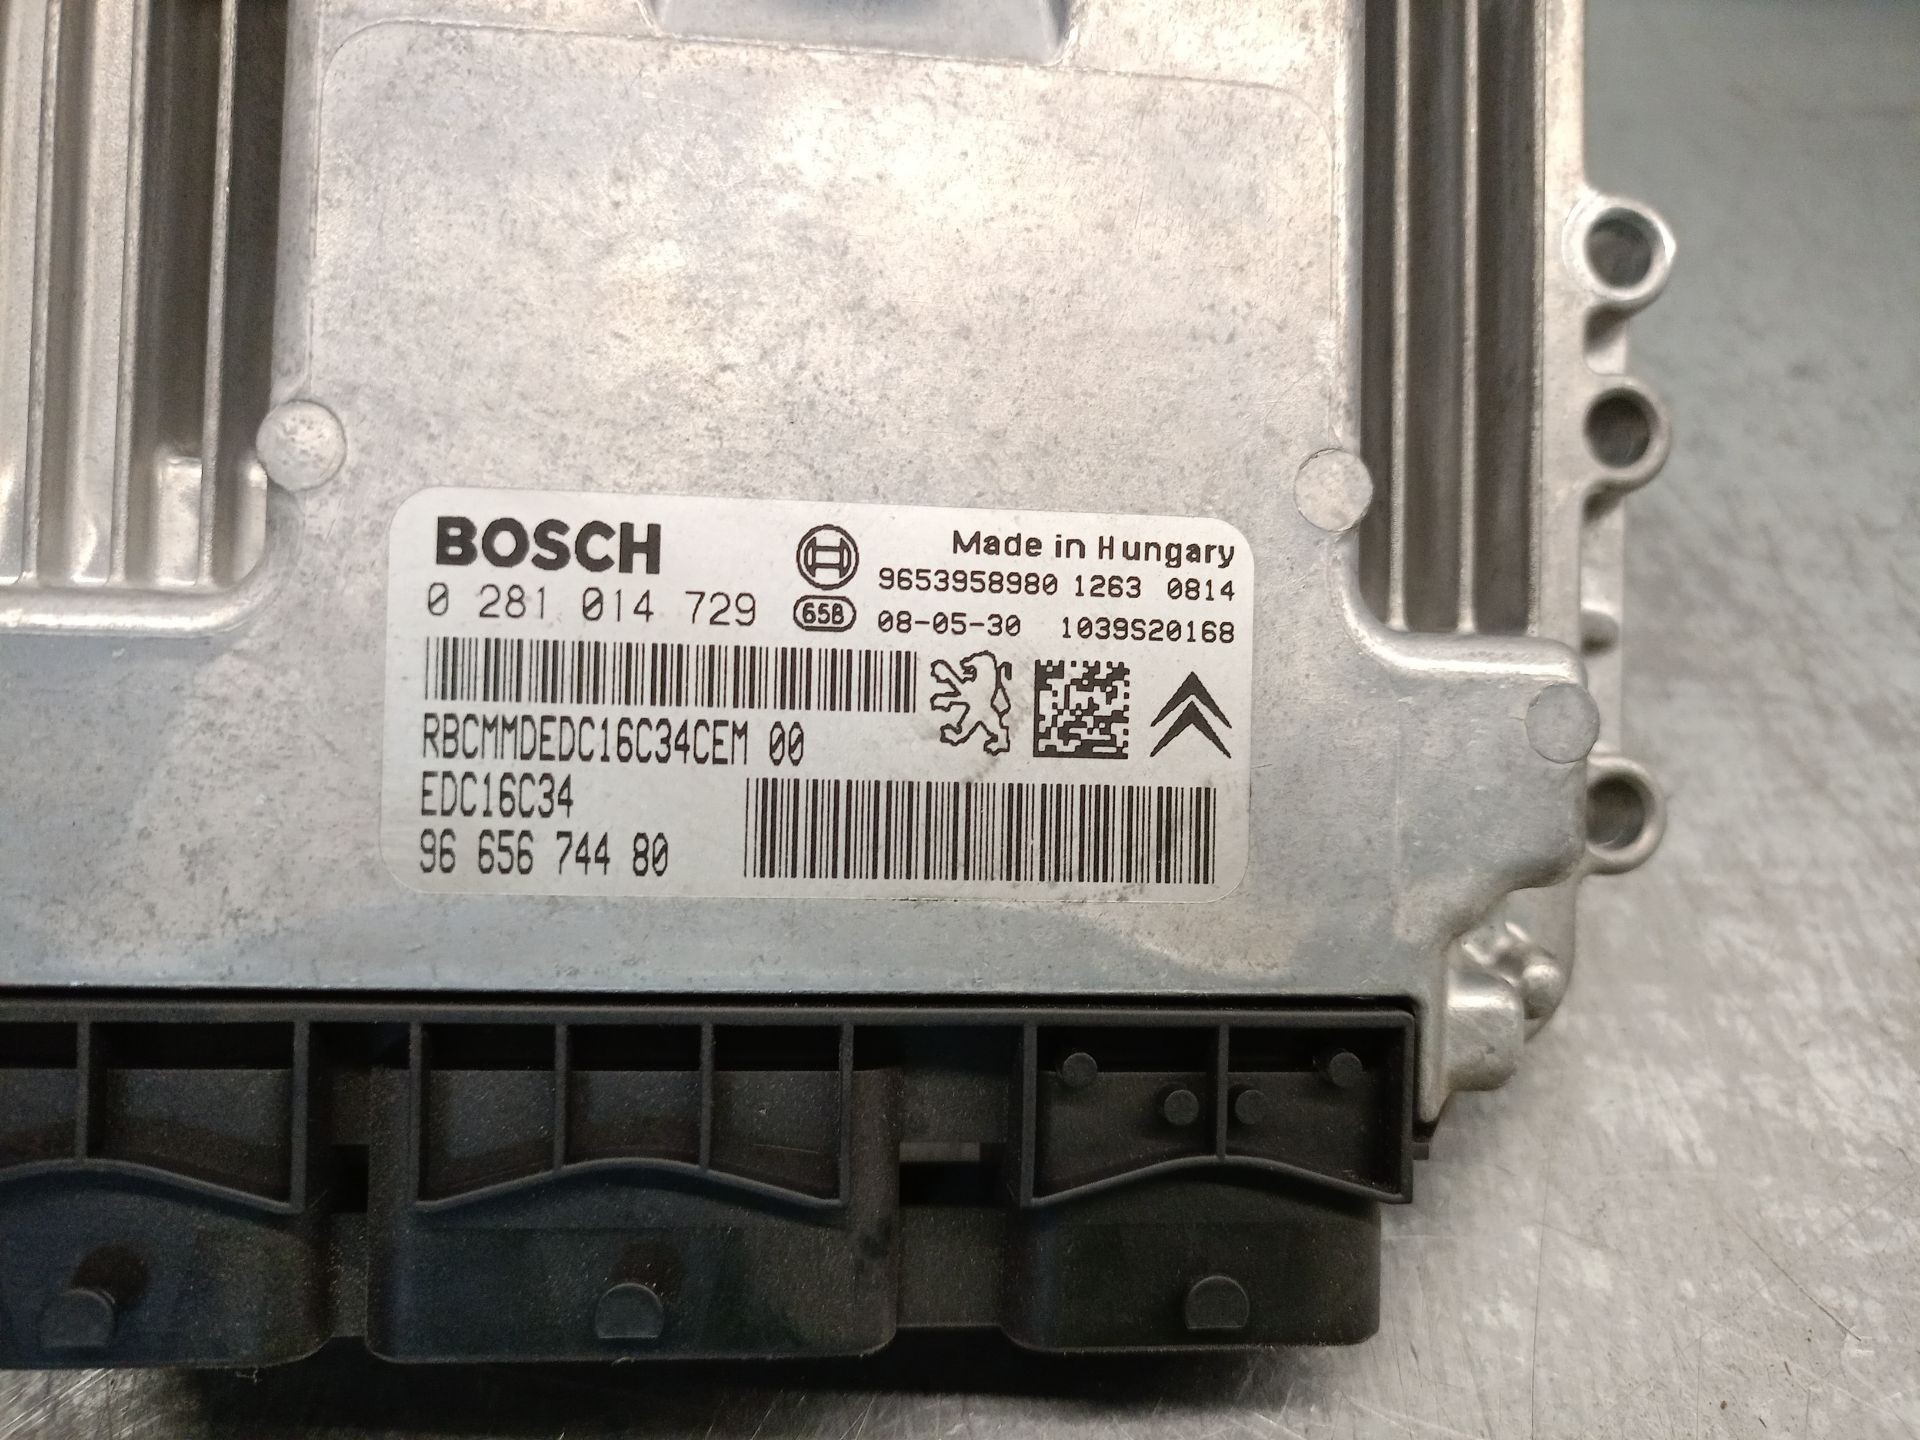 BOSCH
Made in Hungary
9653958980 1263 0814
0 281 014 729
658
08-05-30 1039S20168
RBCMMDEDC16C34CEM 00
EDC16C34
96 656 744 80